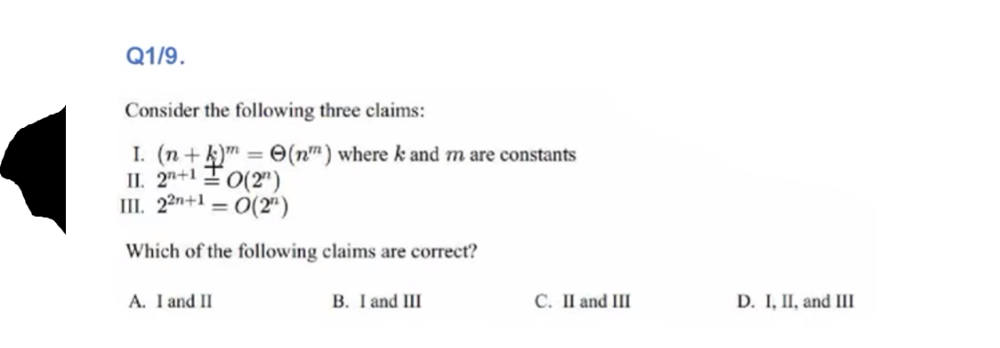 Q1/9.
Consider the following three claims:
I. (n + k)^m = Θ(n^m) where k and m are constants
II. 2^{n+1} = O(2^n)
III. 2^{2n+1} = O(2^n)
Which of the following claims are correct?
A. I and II B. I and III C. II and III D. I, II, and III